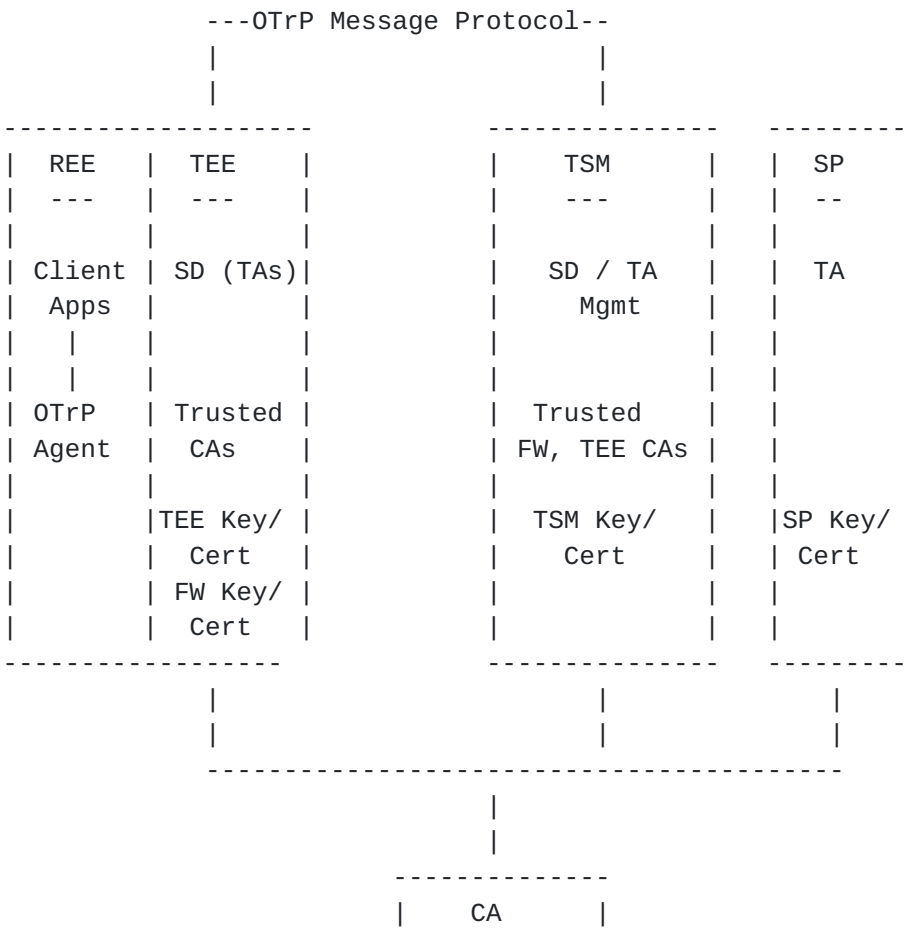 ---OTrP Message Protocol--
|                        |
|                        |
--------------------           ---------------   ----------
|  REE   |  TEE    |           |    TSM      |   |  SP
|  ---   |  ---    |           |    ---      |   |  --
|        |         |           |             |   |
| Client | SD (TAs)|           |   SD / TA   |   |  TA
|  Apps  |         |           |     Mgmt    |   |
|   |    |         |           |             |   |
|   |    |         |           |             |   |
| OTrP   | Trusted |           |  Trusted    |   |
| Agent  |  CAs    |           | FW, TEE CAs |   |
|        |         |           |             |   |
|        |TEE Key/ |           |  TSM Key/   |   |SP Key/
|        |  Cert   |           |    Cert     |   | Cert
|        | FW Key/ |           |             |   |
|        |  Cert   |           |             |   |
------------------             ---------------   ----------
|                        |              |
|                        |              |
-----------------------------------------
|
|
--------------
|    CA      |